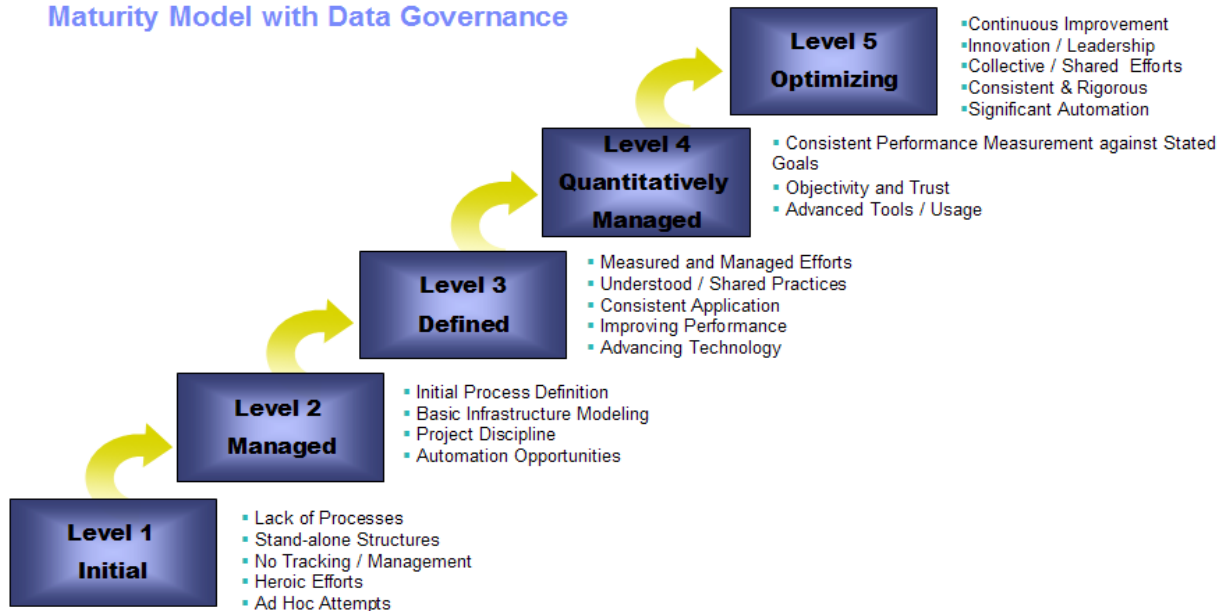 Maturity Model with Data Governance
Level 5
Optimizing
▪Continuous Improvement
▪Innovation / Leadership
▪Collective / Shared Efforts
▪Consistent & Rigorous
▪Significant Automation
Level 4
Quantitatively
Managed
▪ Consistent Performance Measurement against Stated
Goals
▪ Objectivity and Trust
▪ Advanced Tools / Usage
Level 3
Defined
▪ Measured and Managed Efforts
▪ Understood / Shared Practices
▪ Consistent Application
▪ Improving Performance
▪ Advancing Technology
Level 2
Managed
▪ Initial Process Definition
▪ Basic Infrastructure Modeling
▪ Project Discipline
▪ Automation Opportunities
Level 1
Initial
▪ Lack of Processes
▪ Stand-alone Structures
▪ No Tracking / Management
▪ Heroic Efforts
▪ Ad Hoc Attempts